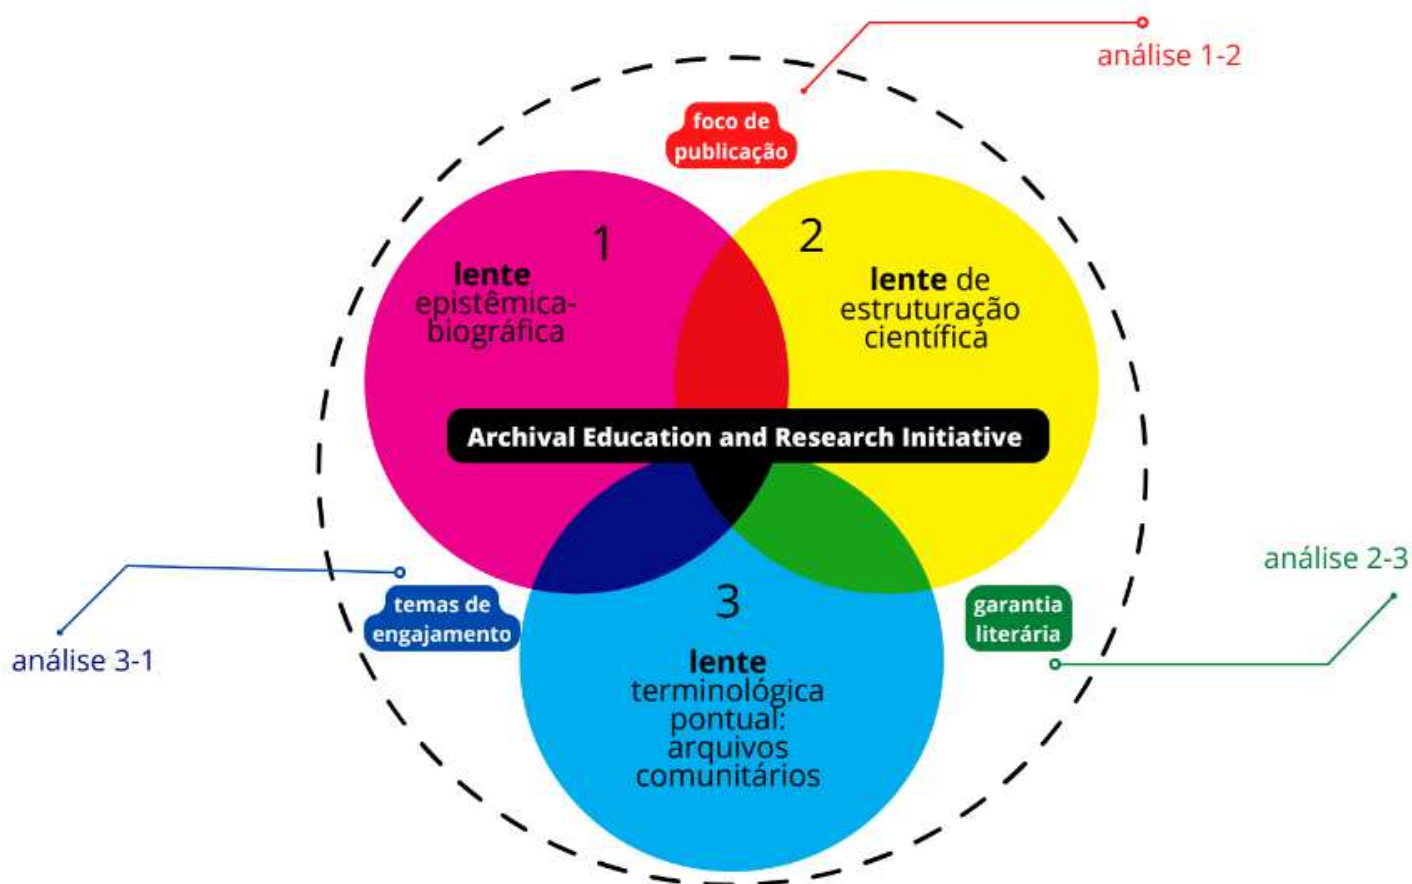 análise 1-2
foco de
publicação
1
lente
epistêmica-
biográfica
2
lente de
estruturação
científica
Archival Education and Research Initiative
análise 2-3
temas de
engajamento
garantia
literária
análise 3-1
3
lente
terminológica
pontual:
arquivos
comunitários